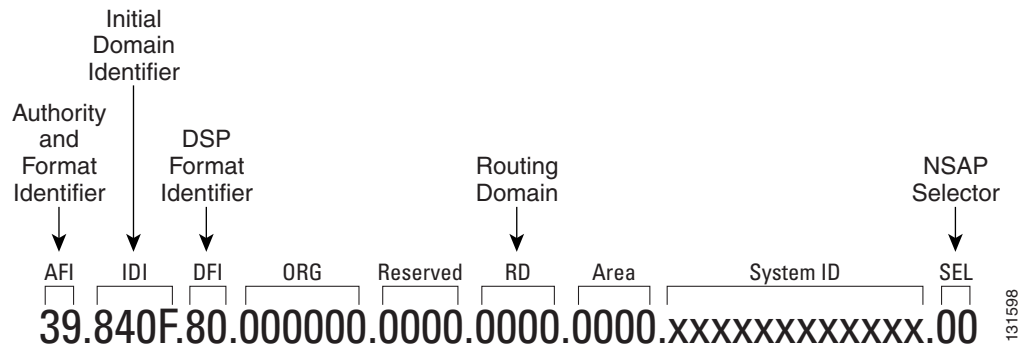 Initial
Domain
Identifier
Authority
and
Format
Identifier
DSP
Format
Identifier
Routing
Domain
NSAP
Selector
AFI IDI DFI ORG Reserved RD Area System ID SEL
39.840F.80.000000.0000.0000.0000.xxxxxxxxxxxx.00
131598